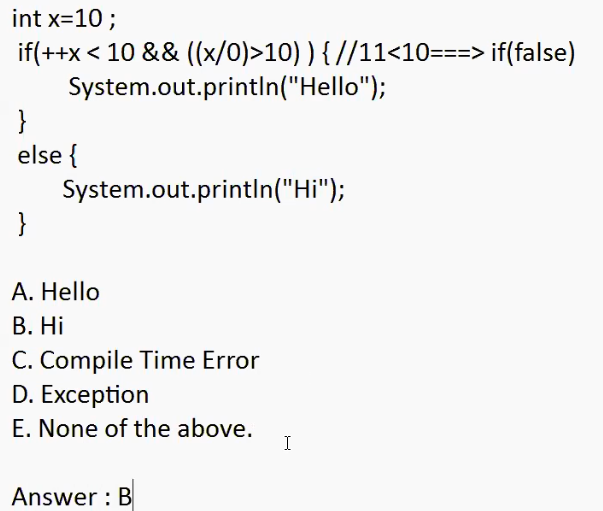 int x=10 ;
if(++x < 10 && ((x/0)>10) ) { //11<10===> if(false)
System.out.println("Hello");
}
else {
System.out.println("Hi");
}
A. Hello
B. Hi
C. Compile Time Error
D. Exception
E. None of the above.
Answer : B